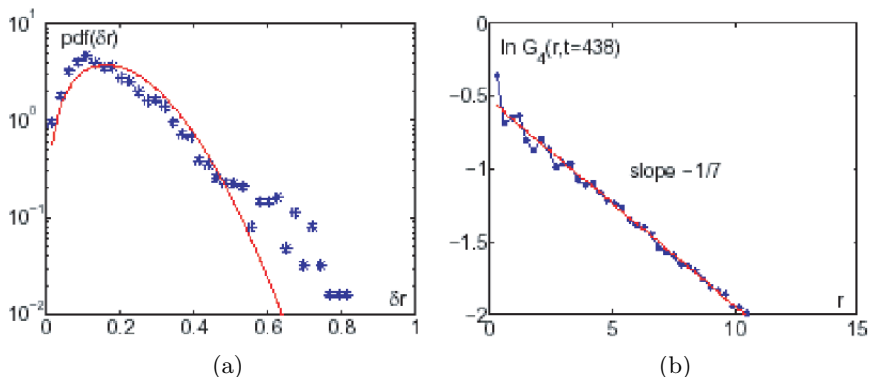 10^1
pdf(δr)
10^0
10^-1
10^-2
0 0.2 0.4 0.6 0.8 1
δr
(a)
0
ln G_4(r,t=438)
−0.5
−1
slope −1/7
−1.5
−2
r
0 5 10 15
(b)